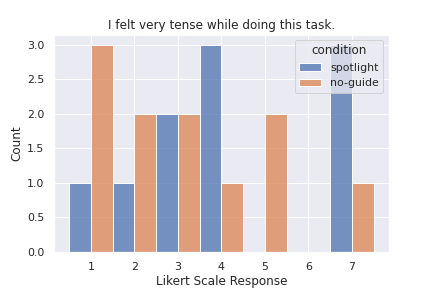 I felt very tense while doing this task.
condition
spotlight
no-guide
3.0
2.5
2.0
1.5
1.0
0.5
0.0
Count
1 2 3 4 5 6 7
Likert Scale Response